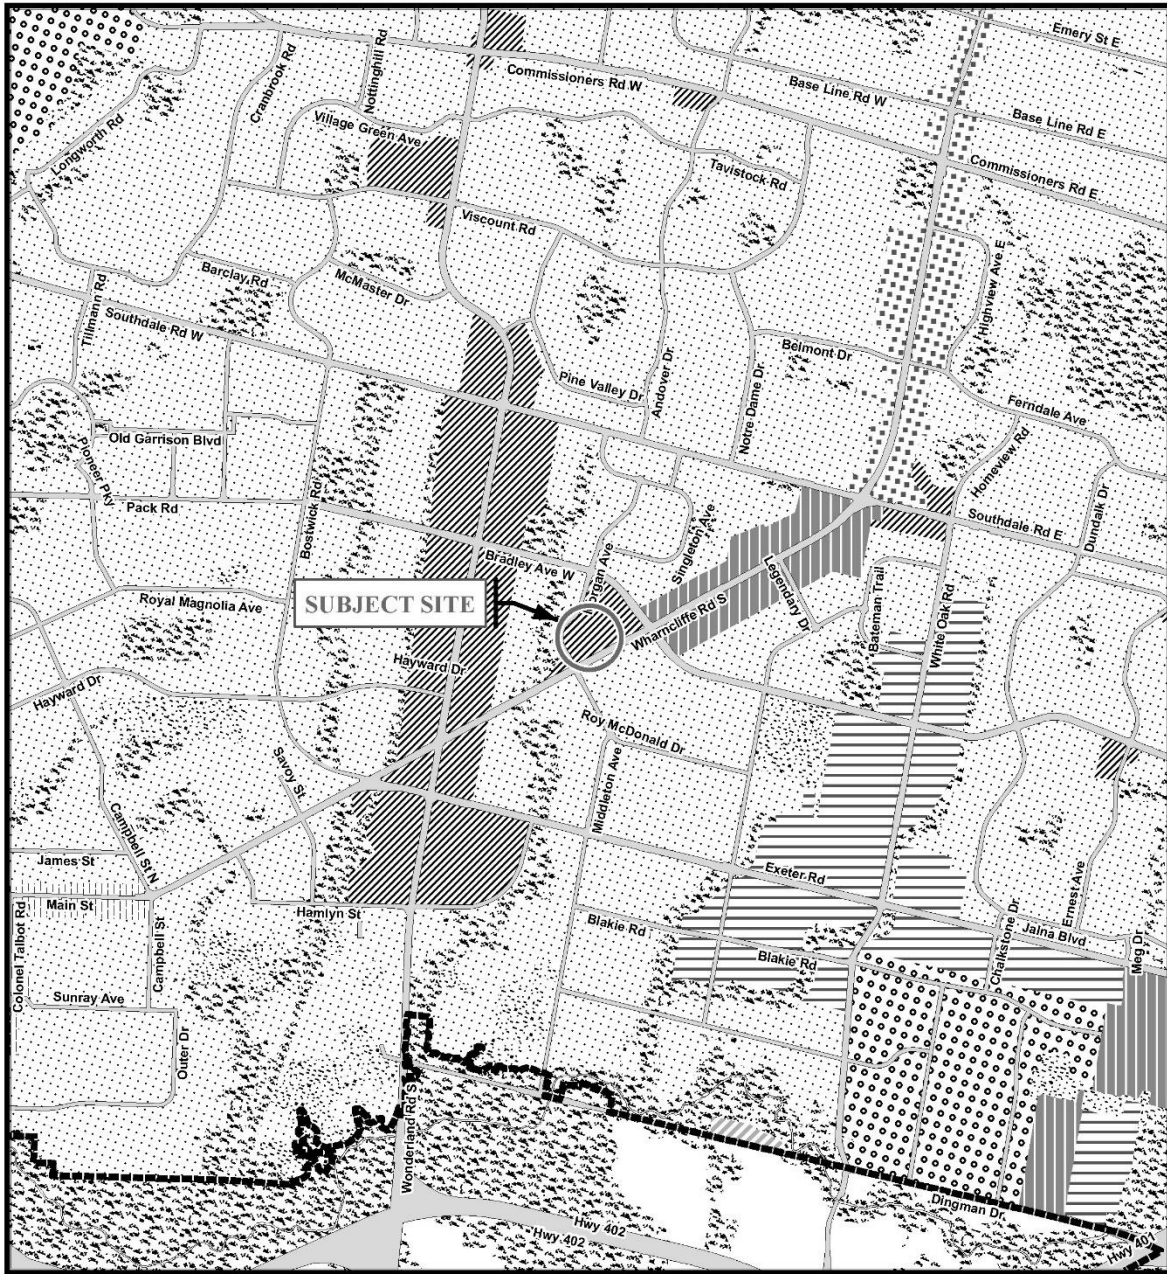 Emery St E
Cranbrook Rd
Nottinghill Rd
Commissioners Rd W
Base Line Rd W
Base Line Rd E
Village Green Ave
Longworth Rd
Tavistock Rd
Commissioners Rd E
Viscount Rd
Barclay Rd
McMaster Dr
Highview Ave E
Tillmann Rd
Southdale Rd W
Belmont Dr
Andover Dr
Pine Valley Dr
Notre Dame Dr
Ferndale Ave
Old Garrison Blvd
Homeview Rd
Pioneer Pky
Pack Rd
Bostwick Rd
Dundalk Dr
Southdale Rd E
Singleton Ave
Bradley Ave W
organ Ave
Legendary Dr
Bateman Trail
White Oak Rd
SUBJECT SITE
Royal Magnolia Ave
Wharncliffe Rd S
Hayward Dr
Hayward Dr
Roy McDonald Dr
Savoy St
Middleton Ave
Campbell St N
James St
Exeter Rd
Main St
Hamlyn St
Ernest Ave
Colonel Talbot Rd
Campbell St
Blakie Rd
Chalkstone Dr
Jalna Blvd
Blakie Rd
Meg Dr
Sunray Ave
Outer Dr
Wonderland Rd S
Dingman Dr
Hwy 402
Hwy 402
Hwy 401